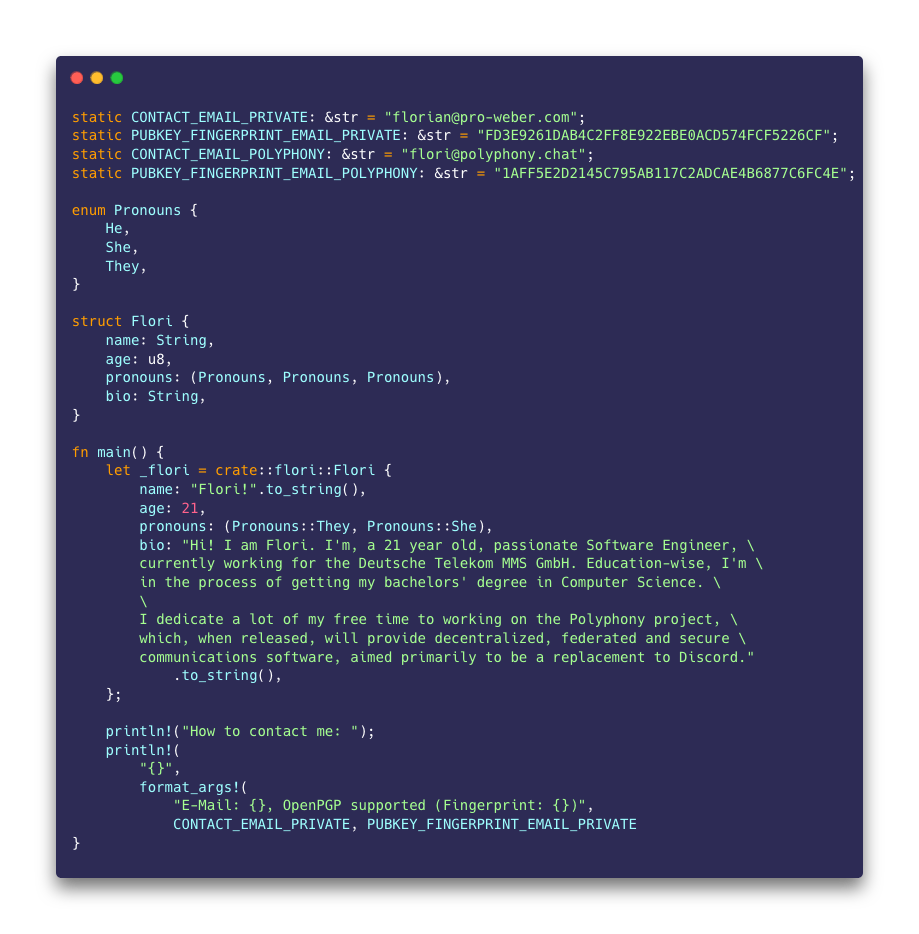 static CONTACT_EMAIL_PRIVATE: &str = "florian@pro-weber.com";
static PUBKEY_FINGERPRINT_EMAIL_PRIVATE: &str = "FD3E9261DAB4C2FF8E922EBE0ACD574FCF5226CF";
static CONTACT_EMAIL_POLYPHONY: &str = "flori@polyphony.chat";
static PUBKEY_FINGERPRINT_EMAIL_POLYPHONY: &str = "1AFF5E2D2145C795AB117C2ADCAE4B6877C6FC4E";

enum Pronouns {
    He,
    She,
    They,
}

struct Flori {
    name: String,
    age: u8,
    pronouns: (Pronouns, Pronouns, Pronouns),
    bio: String,
}

fn main() {
    let _flori = crate::flori::Flori {
        name: "Flori!".to_string(),
        age: 21,
        pronouns: (Pronouns::They, Pronouns::She),
        bio: "Hi! I am Flori. I'm, a 21 year old, passionate Software Engineer, \
        currently working for the Deutsche Telekom MMS GmbH. Education-wise, I'm \
        in the process of getting my bachelors' degree in Computer Science. \
        \
        I dedicate a lot of my free time to working on the Polyphony project, \
        which, when released, will provide decentralized, federated and secure \
        communications software, aimed primarily to be a replacement to Discord."
            .to_string(),
    };

    println!("How to contact me: ");
    println!(
        "{}",
        format_args!(
            "E-Mail: {}, OpenPGP supported (Fingerprint: {})",
            CONTACT_EMAIL_PRIVATE, PUBKEY_FINGERPRINT_EMAIL_PRIVATE
}